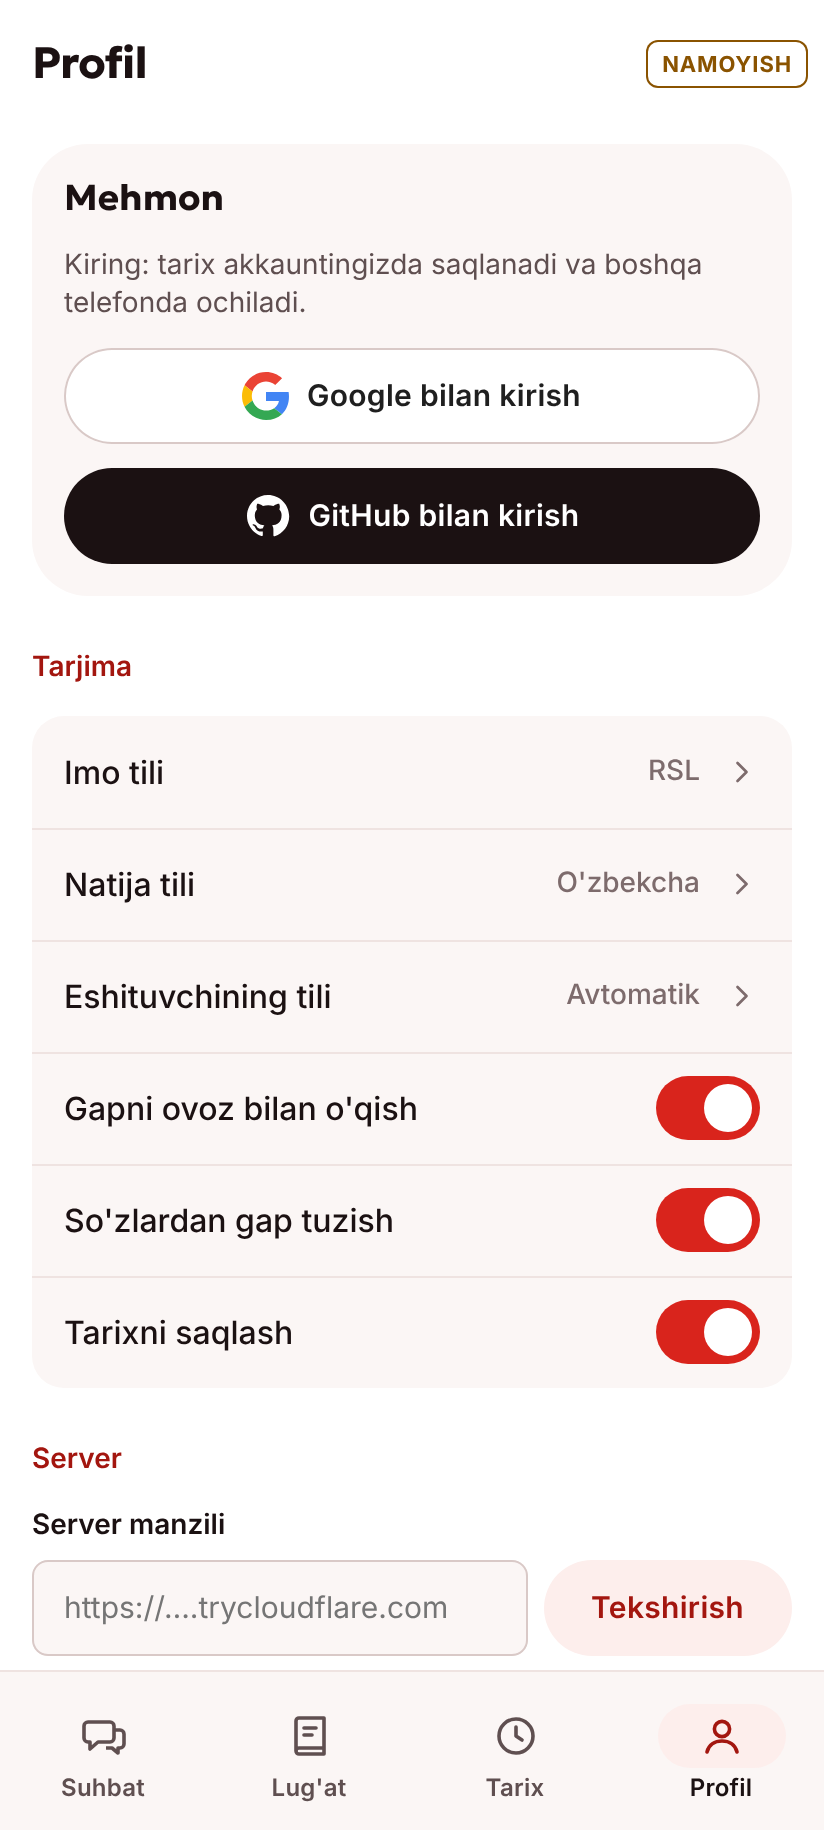 Profil
NAMOYISH
Mehmon
Kiring: tarix akkauntingizda saqlanadi va boshqa
telefonda ochiladi.
Google bilan kirish
GitHub bilan kirish
Tarjima
Imo tili
RSL
Natija tili
O'zbekcha
Eshituvchining tili
Avtomatik
Gapni ovoz bilan o'qish
So'zlardan gap tuzish
Tarixni saqlash
Server
Server manzili
https://....trycloudflare.com
Tekshirish
Suhbat
Lug'at
Tarix
Profil